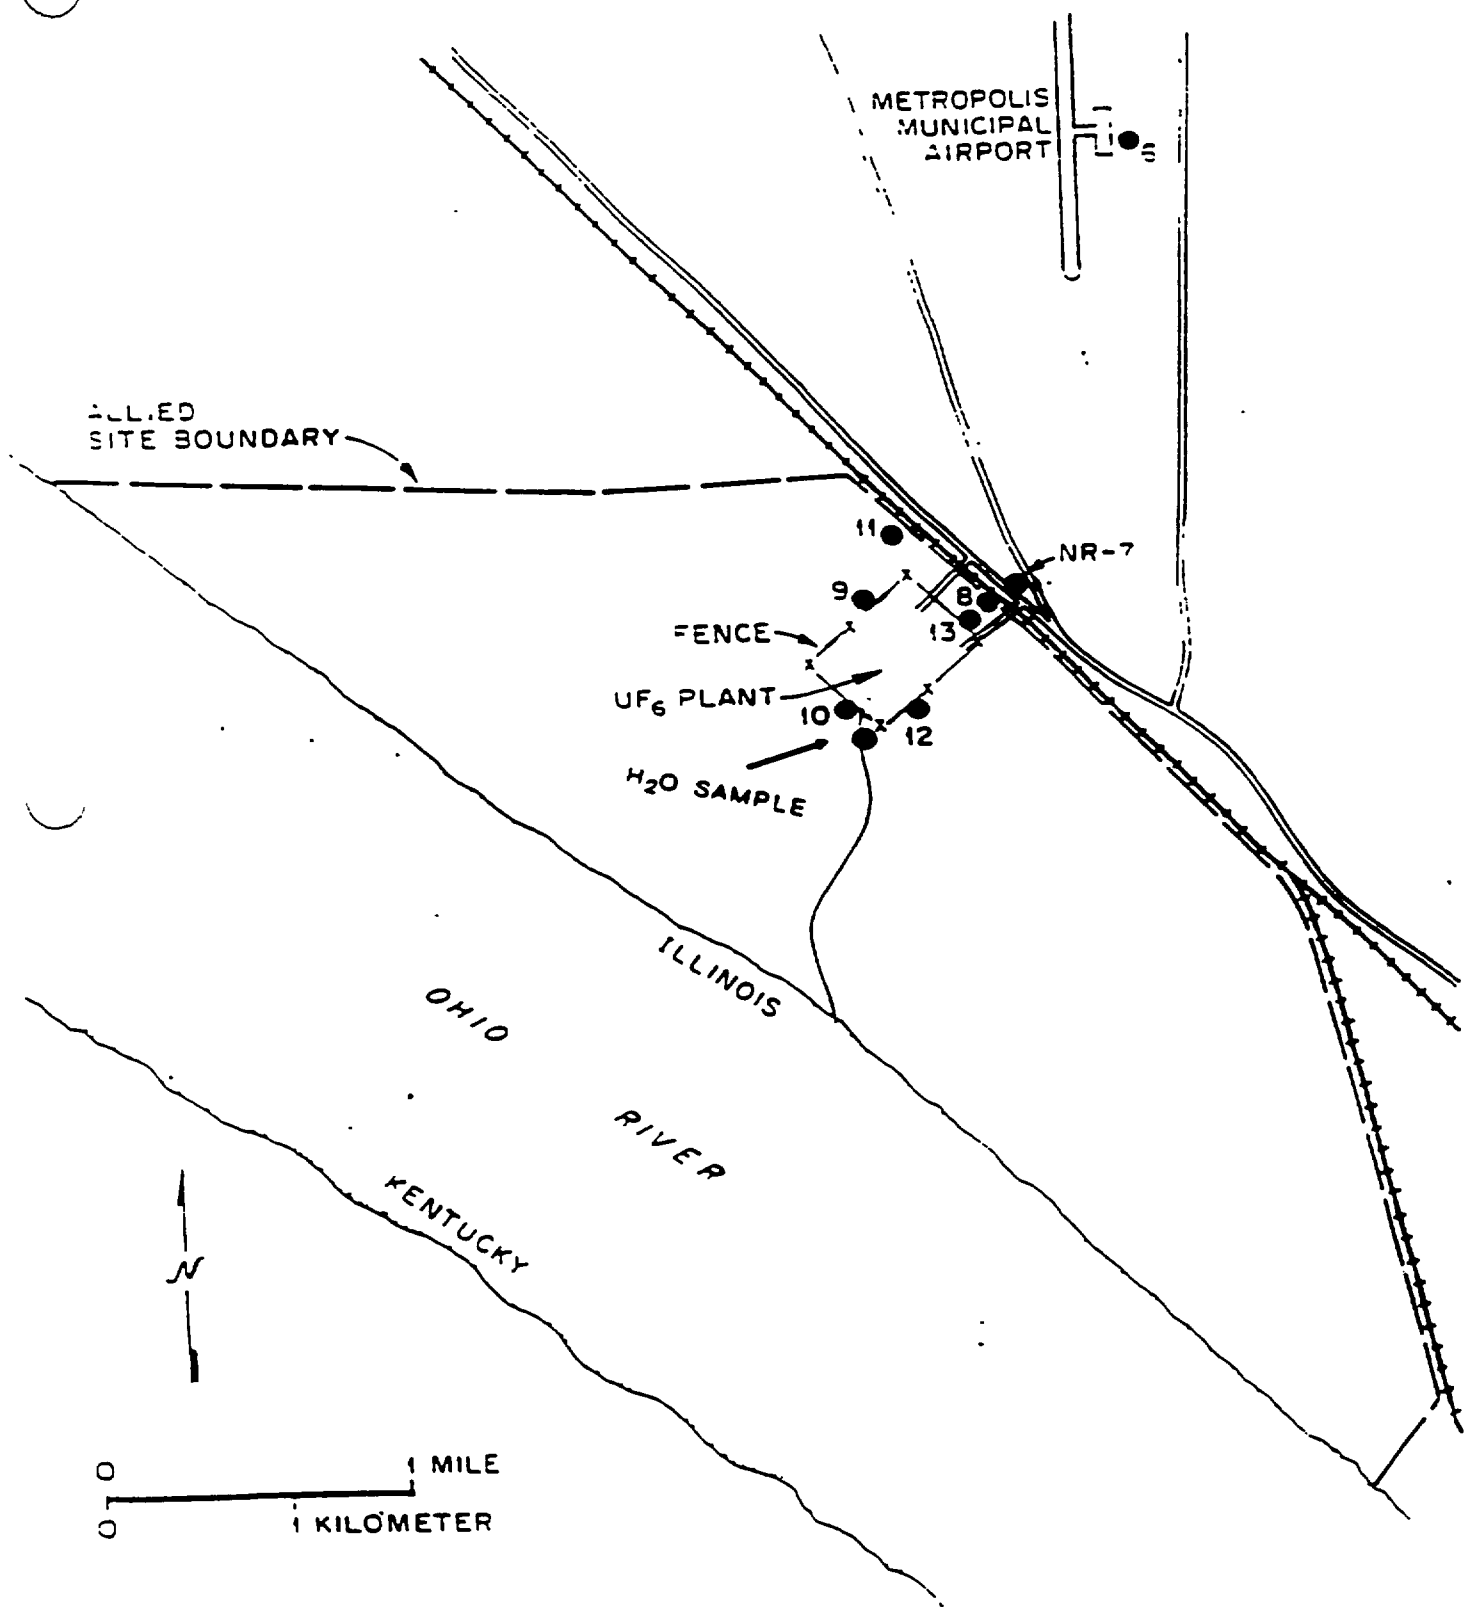 METROPOLIS
MUNICIPAL
AIRPORT
ALLIED
SITE BOUNDARY
11
NR-7
9
8
13
FENCE
UF₆ PLANT
10
12
H₂O SAMPLE
ILLINOIS
OHIO
RIVER
KENTUCKY
N
0
1 MILE
0
1 KILOMETER